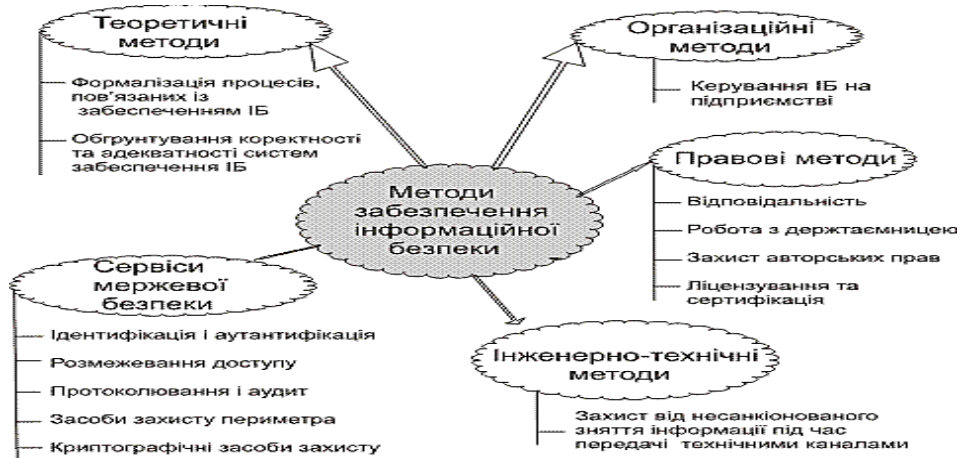 Теоретичні
методи
Формалізація процесів,
пов'язаних із
забезпеченням ІБ
Обгрунтування коректності
та адекватності систем
забезпечення ІБ
Організаційні
методи
Керування ІБ на
підприємстві
Методи
забезпечення
інформаційної
безпеки
Правові методи
Відповідальність
Робота з держтаємницею
Захист авторських прав
Ліцензування та
сертифікація
Сервіси
мержевої
безпеки
Ідентифікація і аутантифікація
Розмежевання доступу
Протоколювання і аудит
Засоби захисту периметра
Криптографічні засоби захисту
Інженерно-технічні
методи
Захист від несанкіонованого
зняття інформації під час
передачі технічними каналами